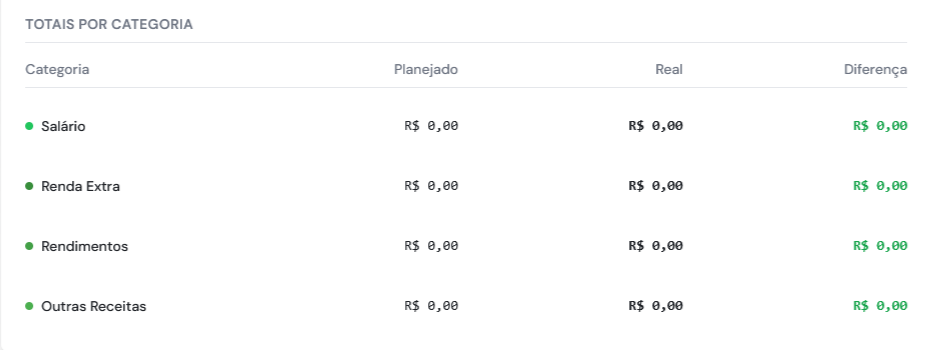 TOTAIS POR CATEGORIA
Categoria Planejado Real Diferença
Salário R$ 0,00 R$ 0,00 R$ 0,00
Renda Extra R$ 0,00 R$ 0,00 R$ 0,00
Rendimentos R$ 0,00 R$ 0,00 R$ 0,00
Outras Receitas R$ 0,00 R$ 0,00 R$ 0,00